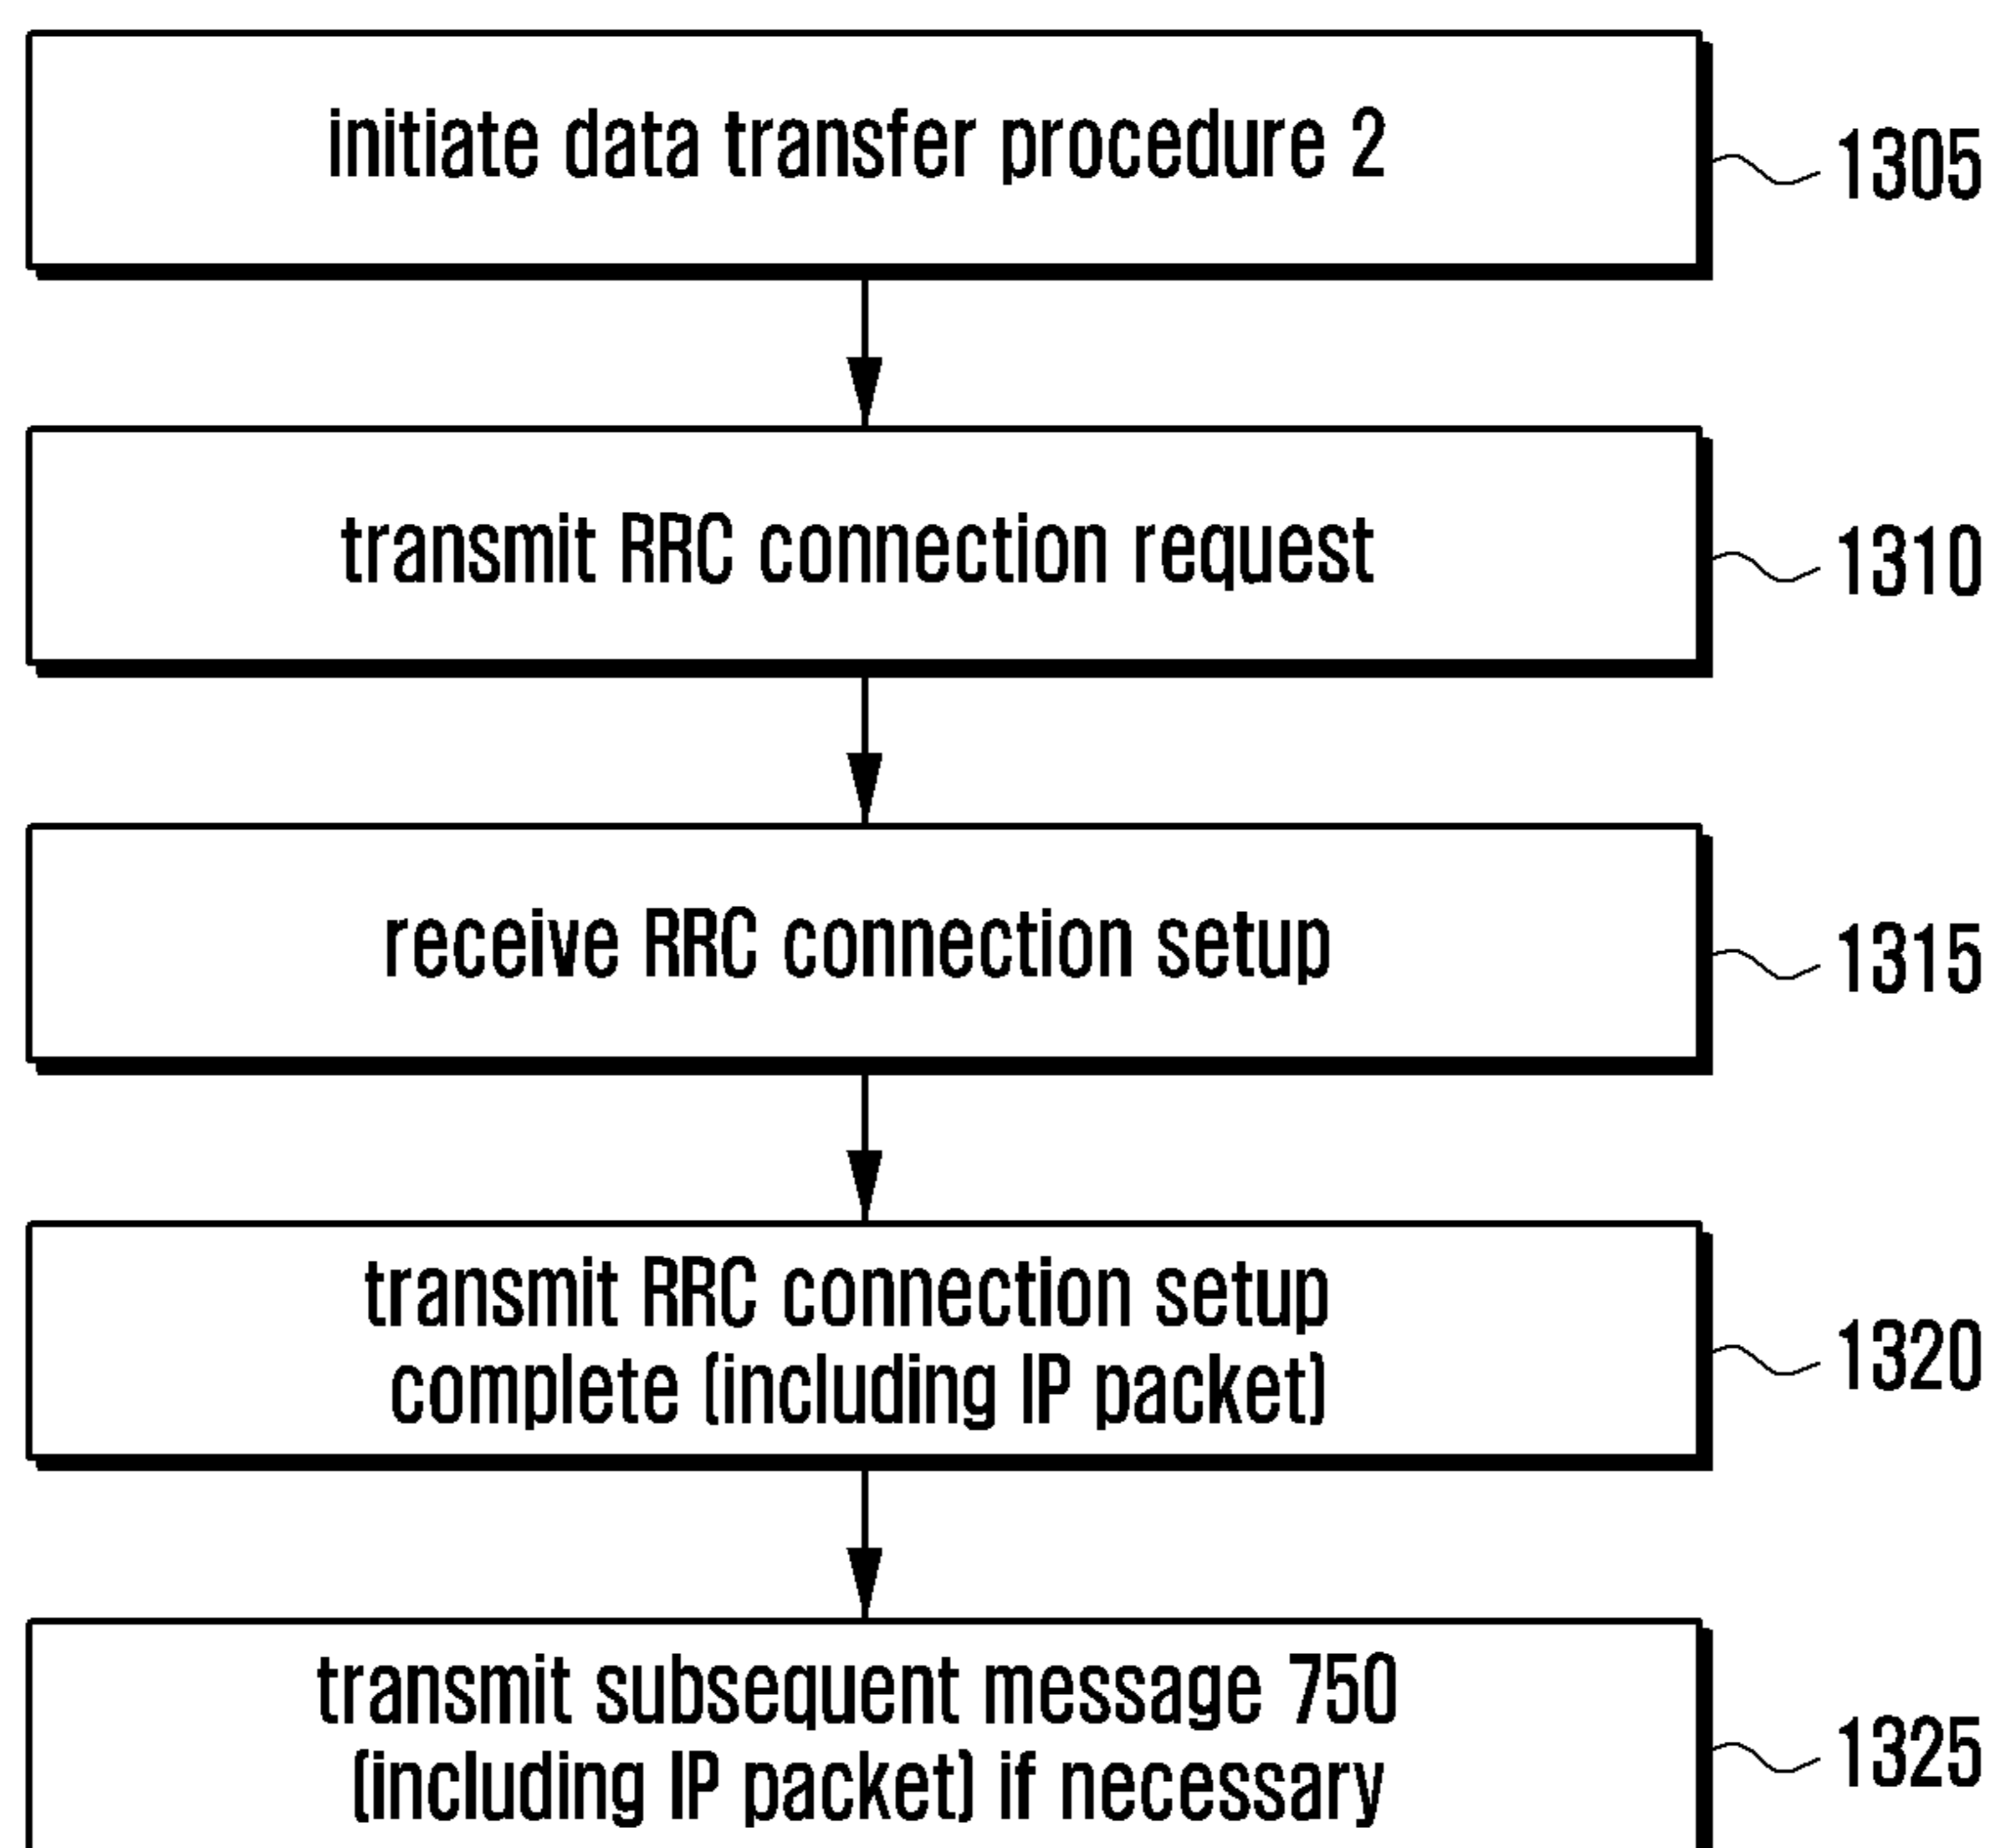 initiate data transfer procedure 2
1305
transmit RRC connection request
1310
receive RRC connection setup
1315
transmit RRC connection setup
complete (including IP packet)
1320
transmit subsequent message 750
(including IP packet) if necessary
1325